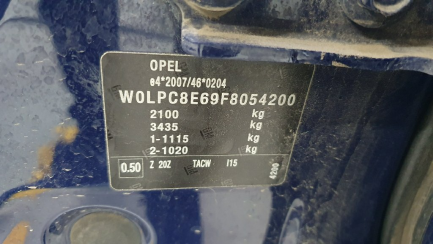 OPEL
e4*2007/46*0204
W0LPC8E69F8054200
2100 kg
3435 kg
1-1115 kg
2-1020 kg
0.50 Z 20Z TACW I15
4200